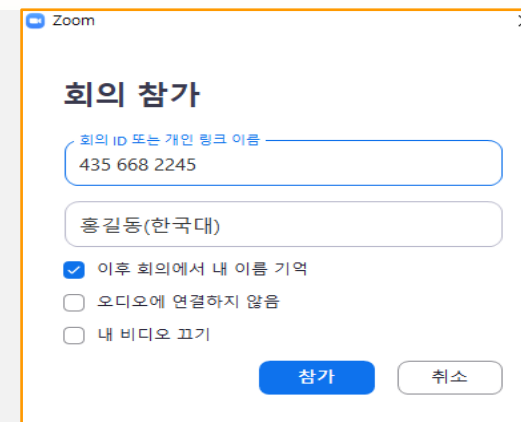 Zoom
회의 참가
회의 ID 또는 개인 링크 이름
435 668 2245
홍길동(한국대)
이후 회의에서 내 이름 기억
오디오에 연결하지 않음
내 비디오 끄기
참가 취소